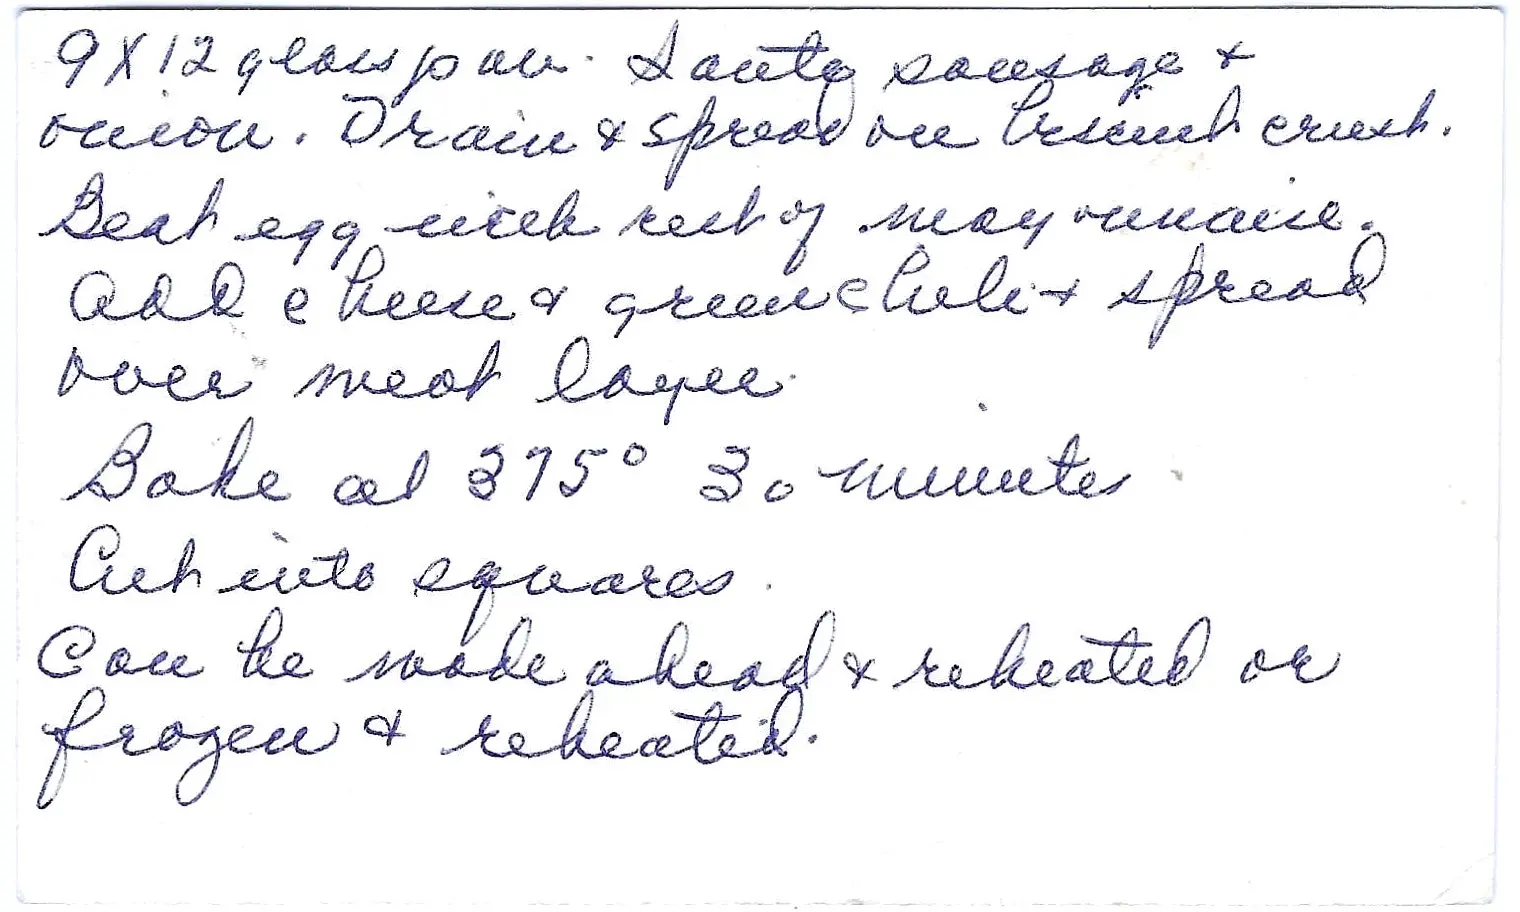 9X12 glass pan. Saute sausage &
onion. Drain & spread on biscuit crust.
Beat egg with rest of mayonnaise.
Add cheese & green chili & spread
over meat layer.
Bake at 375° 30 minutes
Cut into squares.
Can be made ahead & reheated or
frozen & reheated.